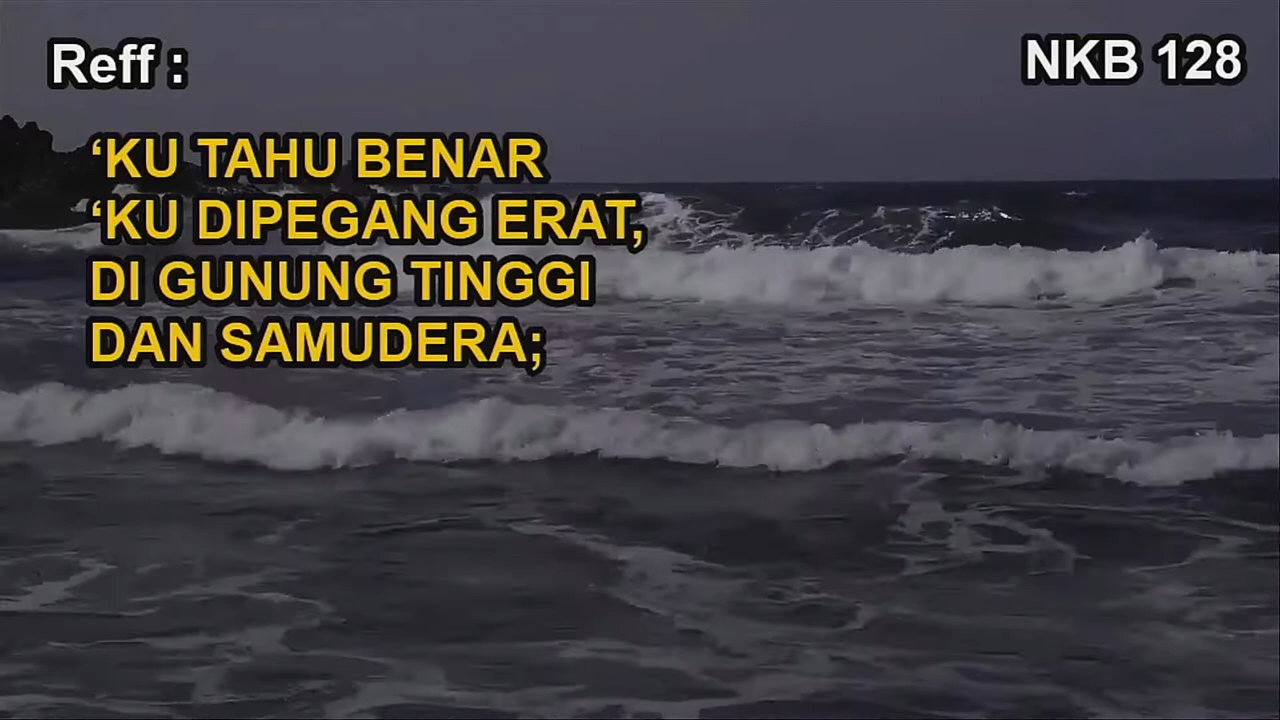 Reff :
NKB 128
‘KU TAHU BENAR
‘KU DIPEGANG ERAT,
DI GUNUNG TINGGI
DAN SAMUDERA;